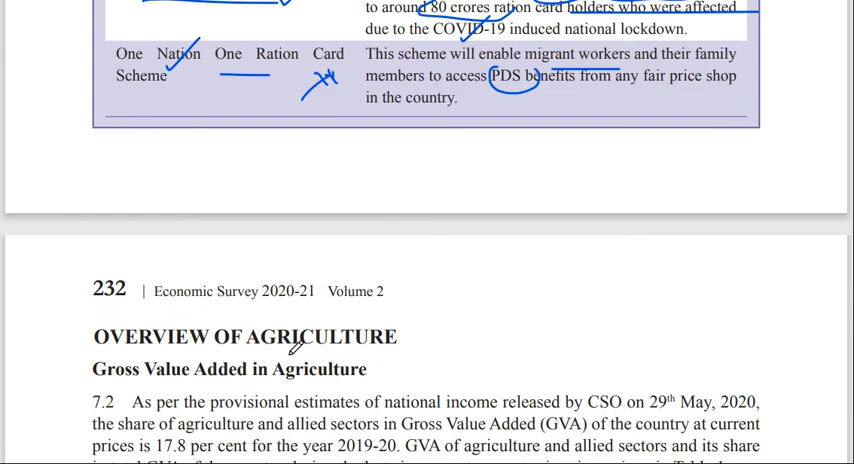 to around 80 crores ration card holders who were affected
due to the COVID-19 induced national lockdown.
One Nation One Ration Card
Scheme
This scheme will enable migrant workers and their family
members to access PDS benefits from any fair price shop
in the country.
232 | Economic Survey 2020-21 Volume 2
OVERVIEW OF AGRICULTURE
Gross Value Added in Agriculture
7.2 As per the provisional estimates of national income released by CSO on 29th May, 2020,
the share of agriculture and allied sectors in Gross Value Added (GVA) of the country at current
prices is 17.8 per cent for the year 2019-20. GVA of agriculture and allied sectors and its share